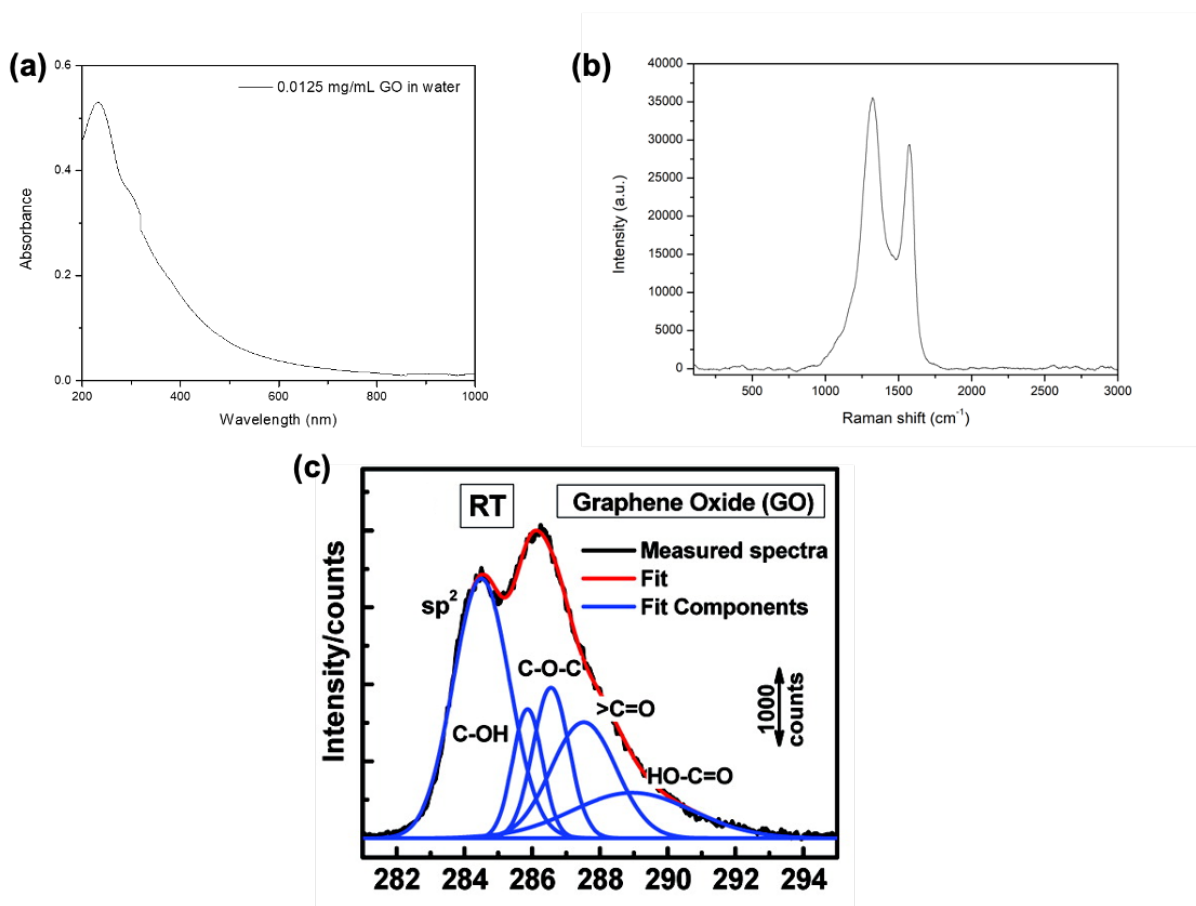 (a)
0.6
0.4
0.2
0.0
Absorbance
0.0125 mg/mL GO in water
200 400 600 800 1000
Wavelength (nm)
(b)
40000
35000
30000
25000
20000
15000
10000
5000
0
Intensity (a.u.)
500 1000 1500 2000 2500 3000
Raman shift (cm-1)
(c)
RT
Graphene Oxide (GO)
Measured spectra
Fit
Fit Components
sp2
C-O-C
C-OH
>C=O
HO-C=O
1000
counts
Intensity/counts
282 284 286 288 290 292 294